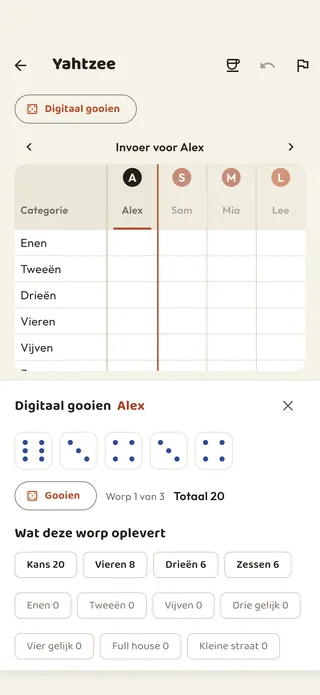 Yahtzee
Digitaal gooien
Invoer voor Alex
A S M L
Categorie Alex Sam Mia Lee
Enen
Tweeën
Drieën
Vieren
Vijven
Digitaal gooien Alex
Gooien Worp 1 van 3 Totaal 20
Wat deze worp oplevert
Kans 20 Vieren 8 Drieën 6 Zessen 6
Enen 0 Tweeën 0 Vijven 0 Drie gelijk 0
Vier gelijk 0 Full house 0 Kleine straat 0